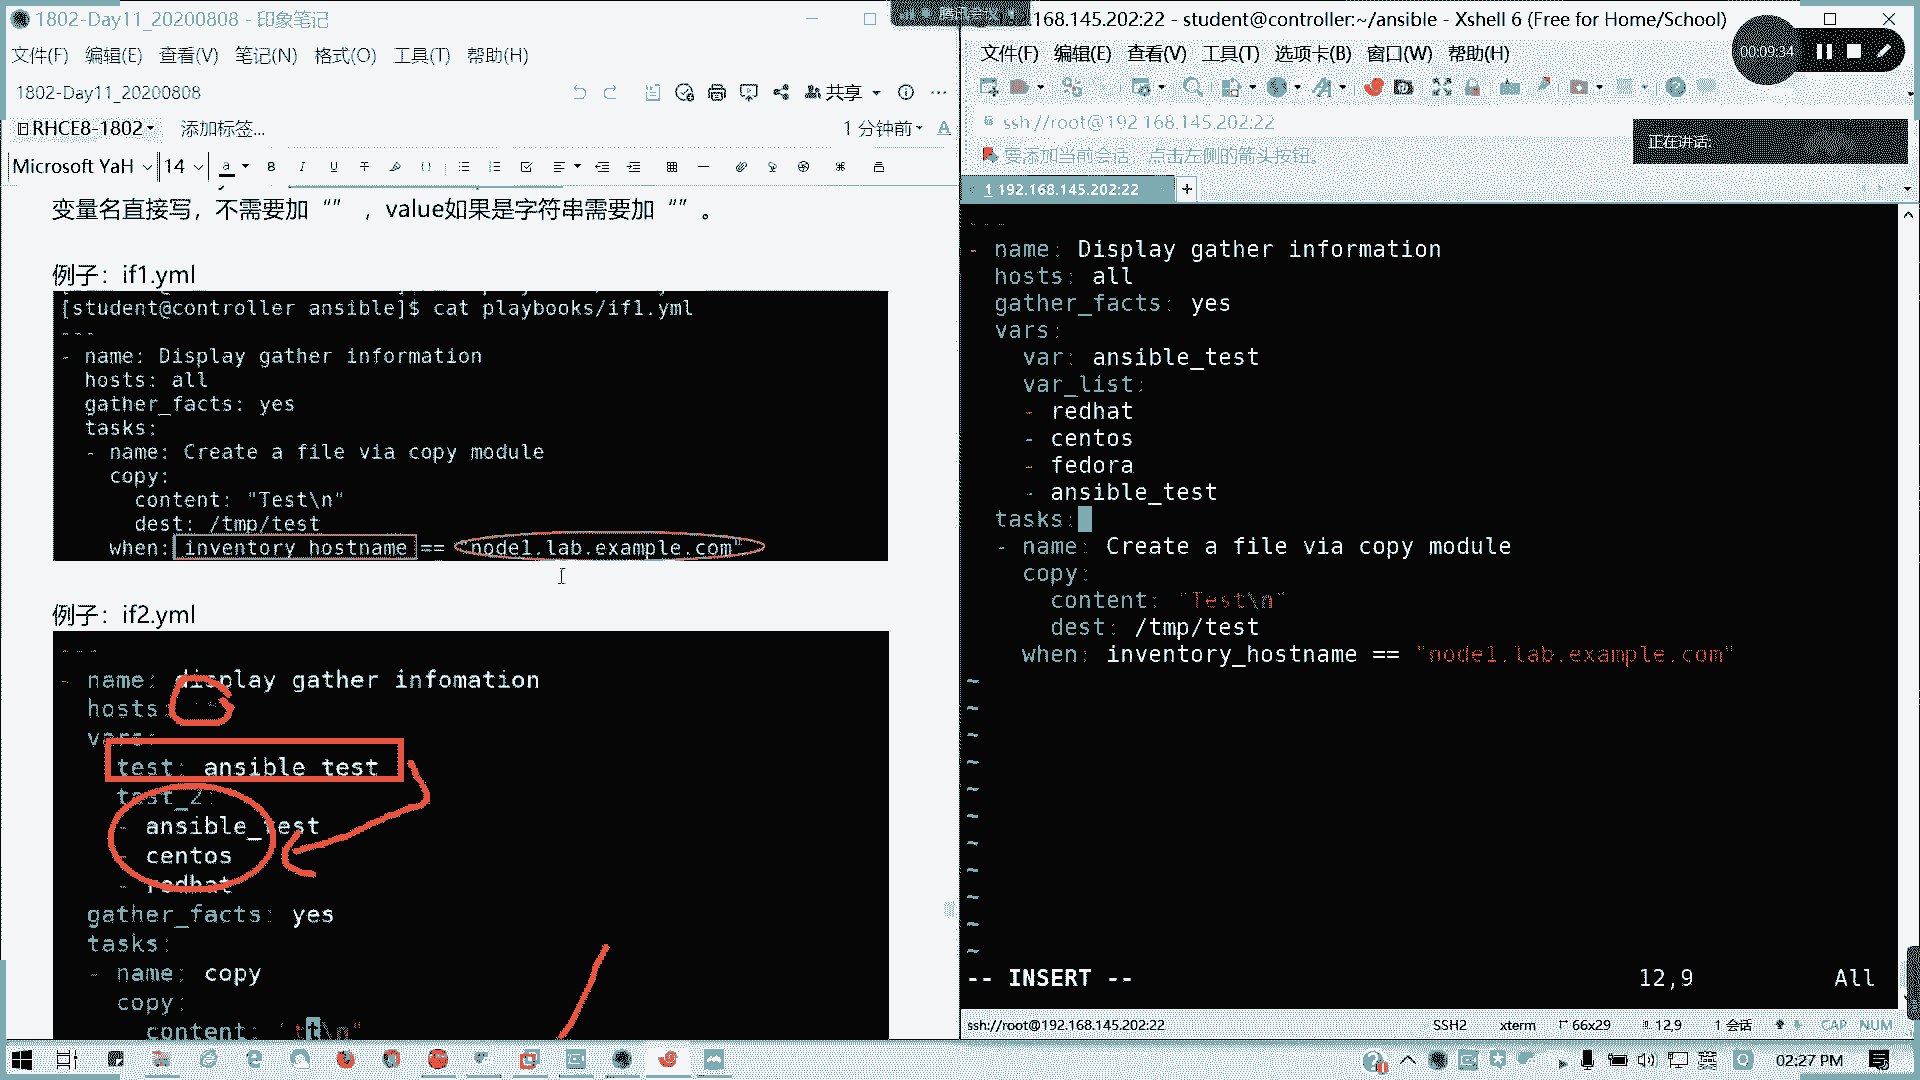 1802-Day11_20200808 - 印象笔记
文件(F) 编辑(E) 查看(V) 笔记(N) 格式(O) 工具(T) 帮助(H)
1802-Day11_20200808
共享
RHCE8-1802 添加标签...
1 分钟前
Microsoft YaH 14
变量名直接写，不需要加 “” ，value如果是字符串需要加 “” 。
例子：if1.yml
[student@controller ansible]$ cat playbooks/if1.yml
---
- name: Display gather information
hosts: all
gather_facts: yes
tasks:
- name: Create a file via copy module
copy:
content: "Test\n"
dest: /tmp/test
when: inventory_hostname == "node1.lab.example.com"
例子：if2.yml
---
- name: display gather infomation
hosts:
vars:
test: ansible_test
test_2:
- ansible_test
- centos
- redhat
gather_facts: yes
tasks:
- name: copy
copy:
content:
腾讯会议
.168.145.202:22 - student@controller:~/ansible - Xshell 6 (Free for Home/School)
00:09:34
文件(F) 编辑(E) 查看(V) 工具(T) 选项卡(B) 窗口(W) 帮助(H)
ssh://root@192.168.145.202:22
正在讲话:
要添加当前会话，点击左侧的箭头按钮。
1 192.168.145.202:22
+
---
- name: Display gather information
hosts: all
gather_facts: yes
vars:
var: ansible_test
var_list:
- redhat
- centos
- fedora
- ansible_test
tasks:
- name: Create a file via copy module
copy:
content: "Test\n"
dest: /tmp/test
when: inventory_hostname == "node1.lab.example.com"
~
~
~
~
~
~
~
~
~
~
~
-- INSERT -- 12,9 All
ssh://root@192.168.145.202:22 SSH2 xterm 66x29 12,9 1 会话 CAP NUM
英
02:27 PM